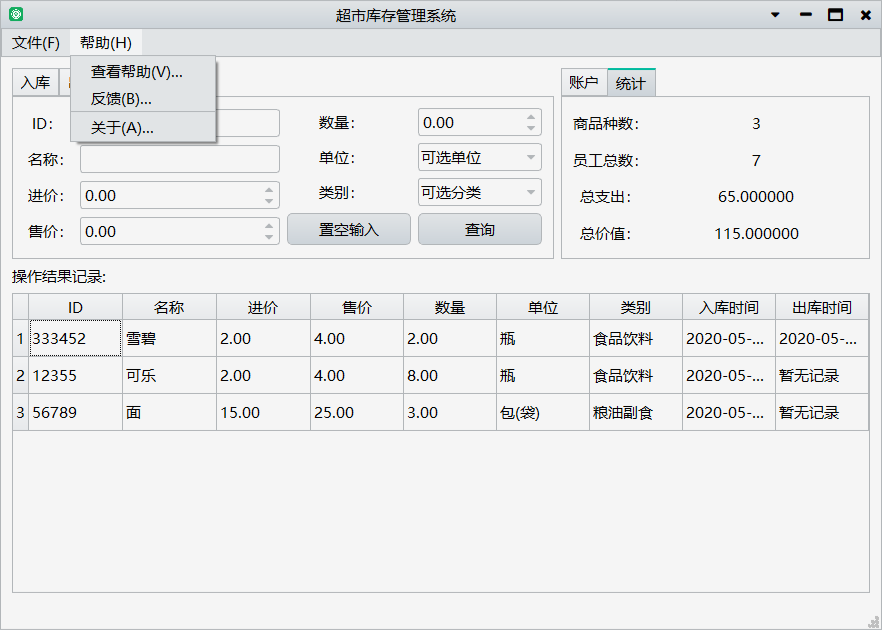 超市库存管理系统
文件(F) 帮助(H)
查看帮助(V)...
反馈(B)...
关于(A)...
入库
账户 统计
ID: 数量: 0.00
名称: 单位: 可选单位
进价: 0.00 类别: 可选分类
售价: 0.00 置空输入 查询
商品种数: 3
员工总数: 7
总支出: 65.000000
总价值: 115.000000
操作结果记录:
ID 名称 进价 售价 数量 单位 类别 入库时间 出库时间
1 333452 雪碧 2.00 4.00 2.00 瓶 食品饮料 2020-05-... 2020-05-...
2 12355 可乐 2.00 4.00 8.00 瓶 食品饮料 2020-05-... 暂无记录
3 56789 面 15.00 25.00 3.00 包(袋) 粮油副食 2020-05-... 暂无记录